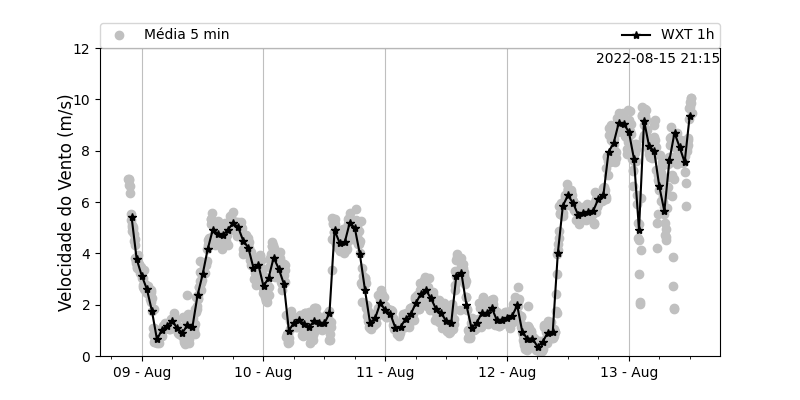 Média 5 min
WXT 1h
2022-08-15 21:15
Velocidade do Vento (m/s)
12
10
8
6
4
2
0
09 - Aug
10 - Aug
11 - Aug
12 - Aug
13 - Aug